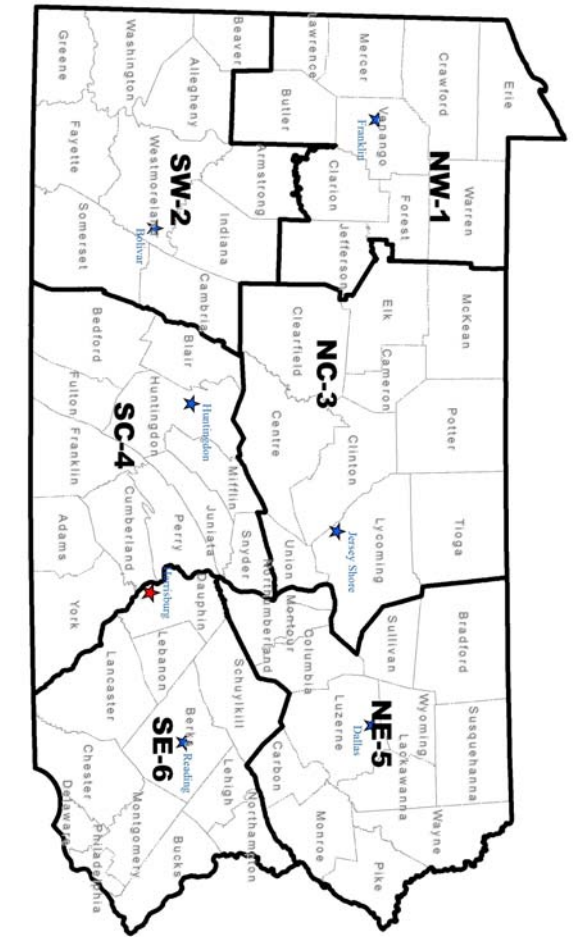 Erie
Crawford
Warren
McKean
Potter
Tioga
Bradford
Susquehanna
Wayne
Mercer
Venango
Franklin
NW-1
Forest
Elk
Cameron
Clinton
Lycoming
Jersey Shore
Sullivan
Wyoming
Lackawanna
NE-5
Dallas
Luzerne
Pike
Monroe
Lawrence
Butler
Clarion
Jefferson
Clearfield
NC-3
Centre
Union
Montour
Columbia
Northumberland
Carbon
Beaver
Allegheny
Armstrong
Indiana
Cambria
Blair
Huntingdon
Huntingdon
Mifflin
Juniata
Snyder
Perry
Dauphin
Schuylkill
Lehigh
Northampton
Washington
Westmoreland
SW-2
Bolivar
SC-4
Cumberland
Harrisburg
Lebanon
Berks
Reading
SE-6
Montgomery
Bucks
Greene
Fayette
Somerset
Bedford
Fulton
Franklin
Adams
York
Lancaster
Chester
Delaware
Philadelphia